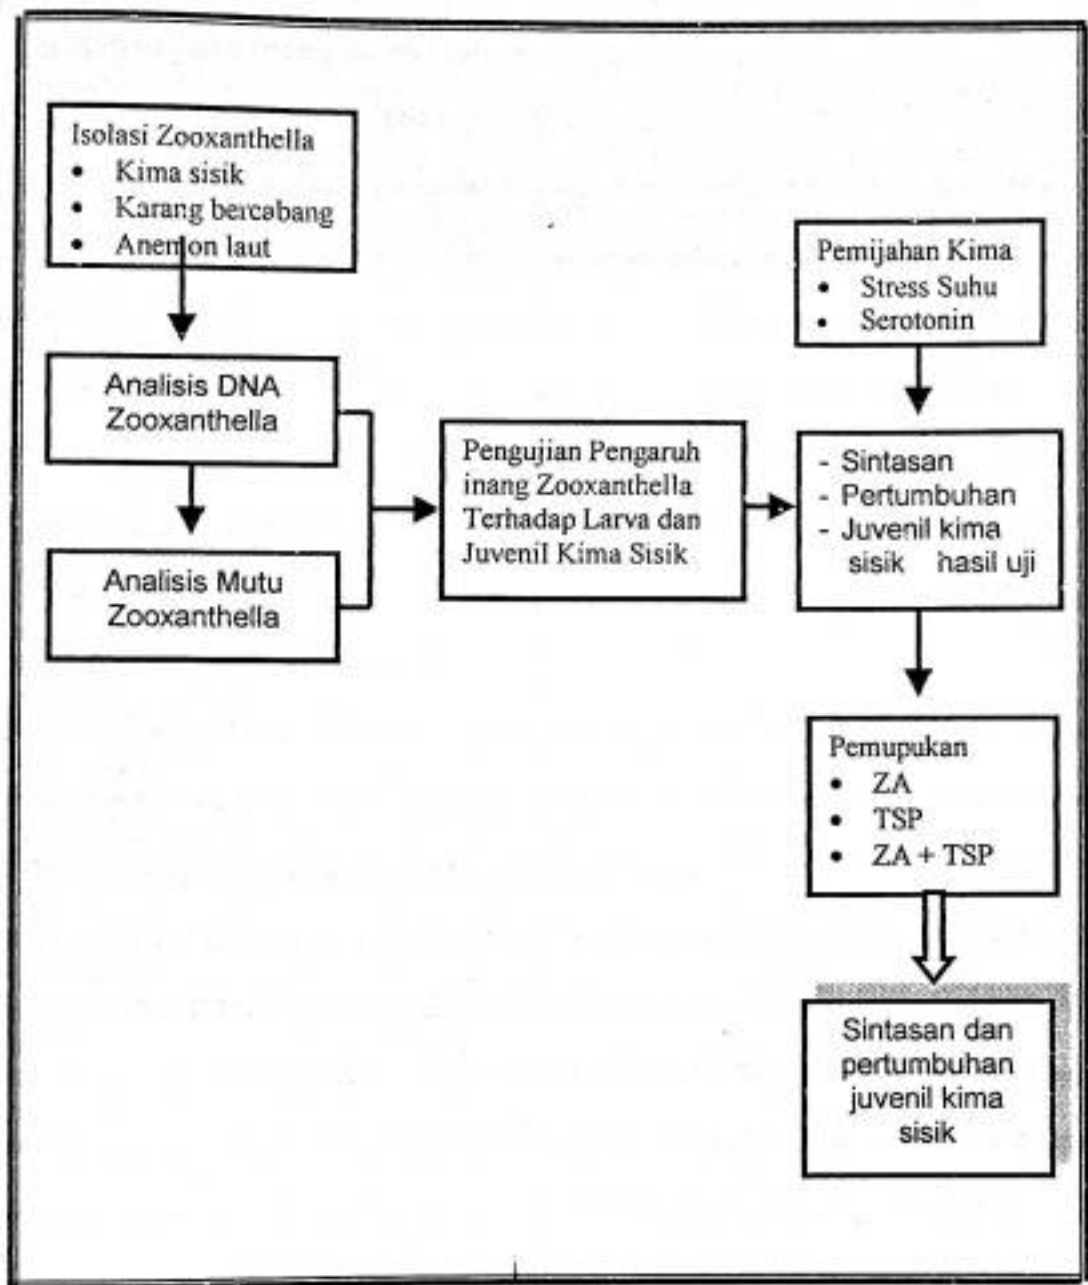 Isolasi Zooxanthella
• Kima sisik
• Karang bercabang
• Anemon laut
Analisis DNA
Zooxanthella
Analisis Mutu
Zooxanthella
Pengujian Pengaruh
inang Zooxanthella
Terhadap Larva dan
Juvenil Kima Sisik
Pemijahan Kima
• Stress Suhu
• Serotonin
- Sintasan
- Pertumbuhan
- Juvenil kima
sisik hasil uji
Pemupukan
• ZA
• TSP
• ZA + TSP
Sintasan dan
pertumbuhan
juvenil kima
sisik